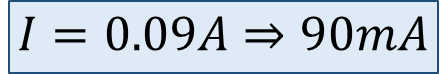 I = 0.09A ⇒ 90mA